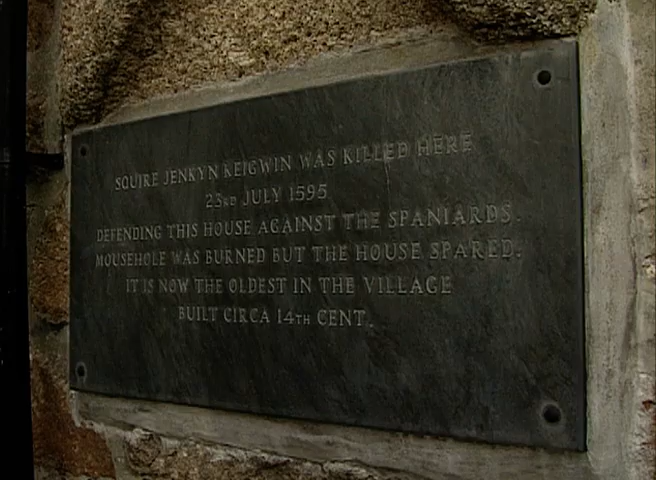 SQUIRE JENKYN KEIGWIN WAS KILLED HERE
23RD JULY 1595
DEFENDING THIS HOUSE AGAINST THE SPANIARDS.
MOUSEHOLE WAS BURNED BUT THE HOUSE SPARED.
IT IS NOW THE OLDEST IN THE VILLAGE
BUILT CIRCA 14TH CENT.